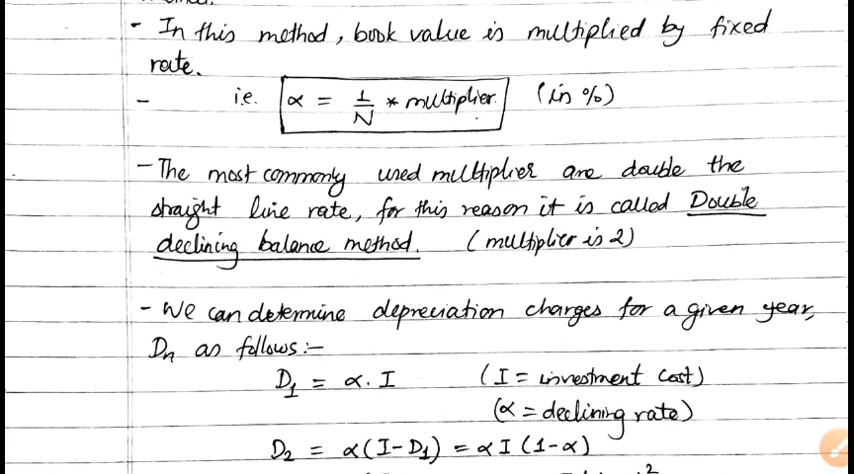 - In this method, book value is multiplied by fixed
rate.
- i.e. α = 1/N * multiplier. (in %)
- The most commonly used multiplier are double the
straight line rate, for this reason it is called Double
declining balance method. (multiplier is 2)
- We can determine depreciation charges for a given year,
Dn as follows:-
D1 = α. I (I = investment cost)
(α = declining rate)
D2 = α(I-D1) = αI(1-α)